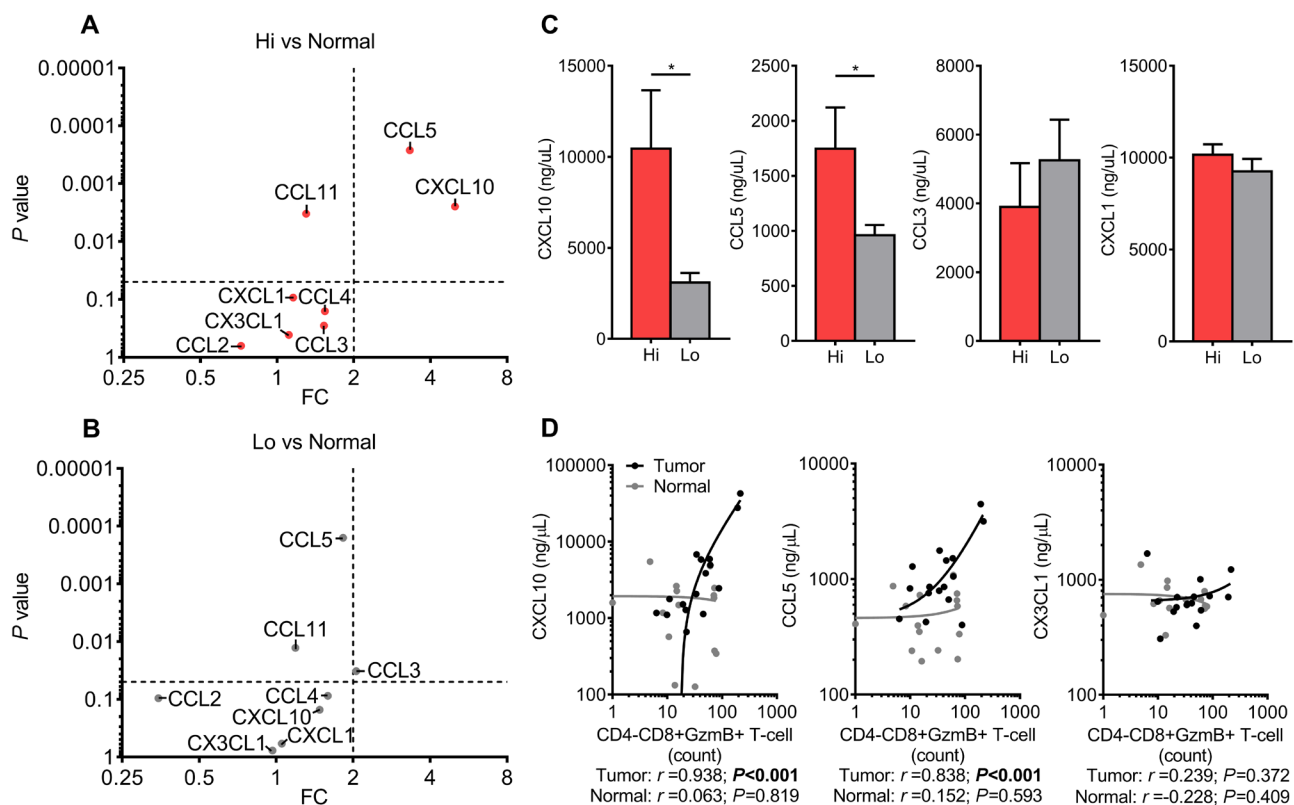 A
Hi vs Normal
P value
0.00001
0.0001
0.001
0.01
0.1
1
CCL5
CXCL10
CCL11
CXCL1
CCL4
CX3CL1
CCL2
CCL3
0.25
0.5
1
2
4
8
FC
B
Lo vs Normal
P value
0.00001
0.0001
0.001
0.01
0.1
1
CCL5
CCL11
CCL3
CCL2
CCL4
CXCL10
CX3CL1
CXCL1
0.25
0.5
1
2
4
8
FC
C
CXCL10 (ng/uL)
15000
10000
5000
0
*
Hi
Lo
CCL5 (ng/uL)
2500
2000
1500
1000
500
0
*
Hi
Lo
CCL3 (ng/uL)
8000
6000
4000
2000
0
Hi
Lo
CXCL1 (ng/uL)
15000
10000
5000
0
Hi
Lo
D
CXCL10 (ng/μL)
100000
10000
1000
100
Tumor
Normal
1
10
100
1000
CD4-CD8+GzmB+ T-cell
(count)
Tumor: r=0.938; P<0.001
Normal: r=0.063; P=0.819
CCL5 (ng/μL)
10000
1000
100
1
10
100
1000
CD4-CD8+GzmB+ T-cell
(count)
Tumor: r=0.838; P<0.001
Normal: r=0.152; P=0.593
CX3CL1 (ng/μL)
10000
1000
100
1
10
100
1000
CD4-CD8+GzmB+ T-cell
(count)
Tumor: r=0.239; P=0.372
Normal: r=-0.228; P=0.409